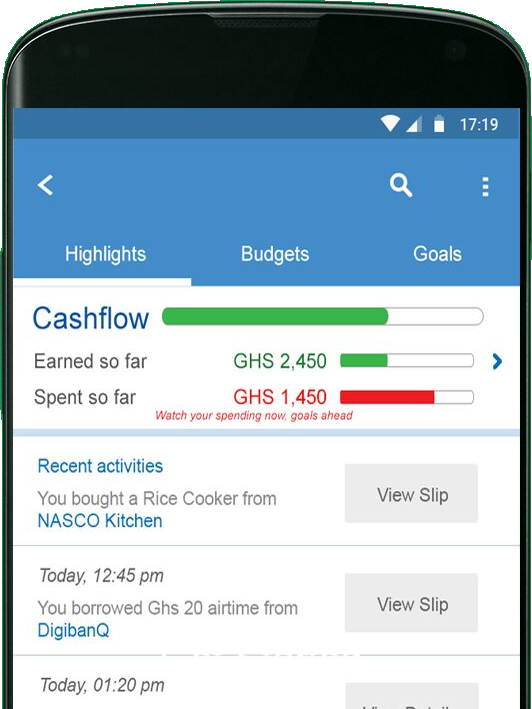 17:19
Highlights Budgets Goals
Cashflow
Earned so far GHS 2,450
Spent so far GHS 1,450
Watch your spending now, goals ahead
Recent activities
You bought a Rice Cooker from
NASCO Kitchen
View Slip
Today, 12:45 pm
You borrowed Ghs 20 airtime from
DigibanQ
View Slip
Today, 01:20 pm